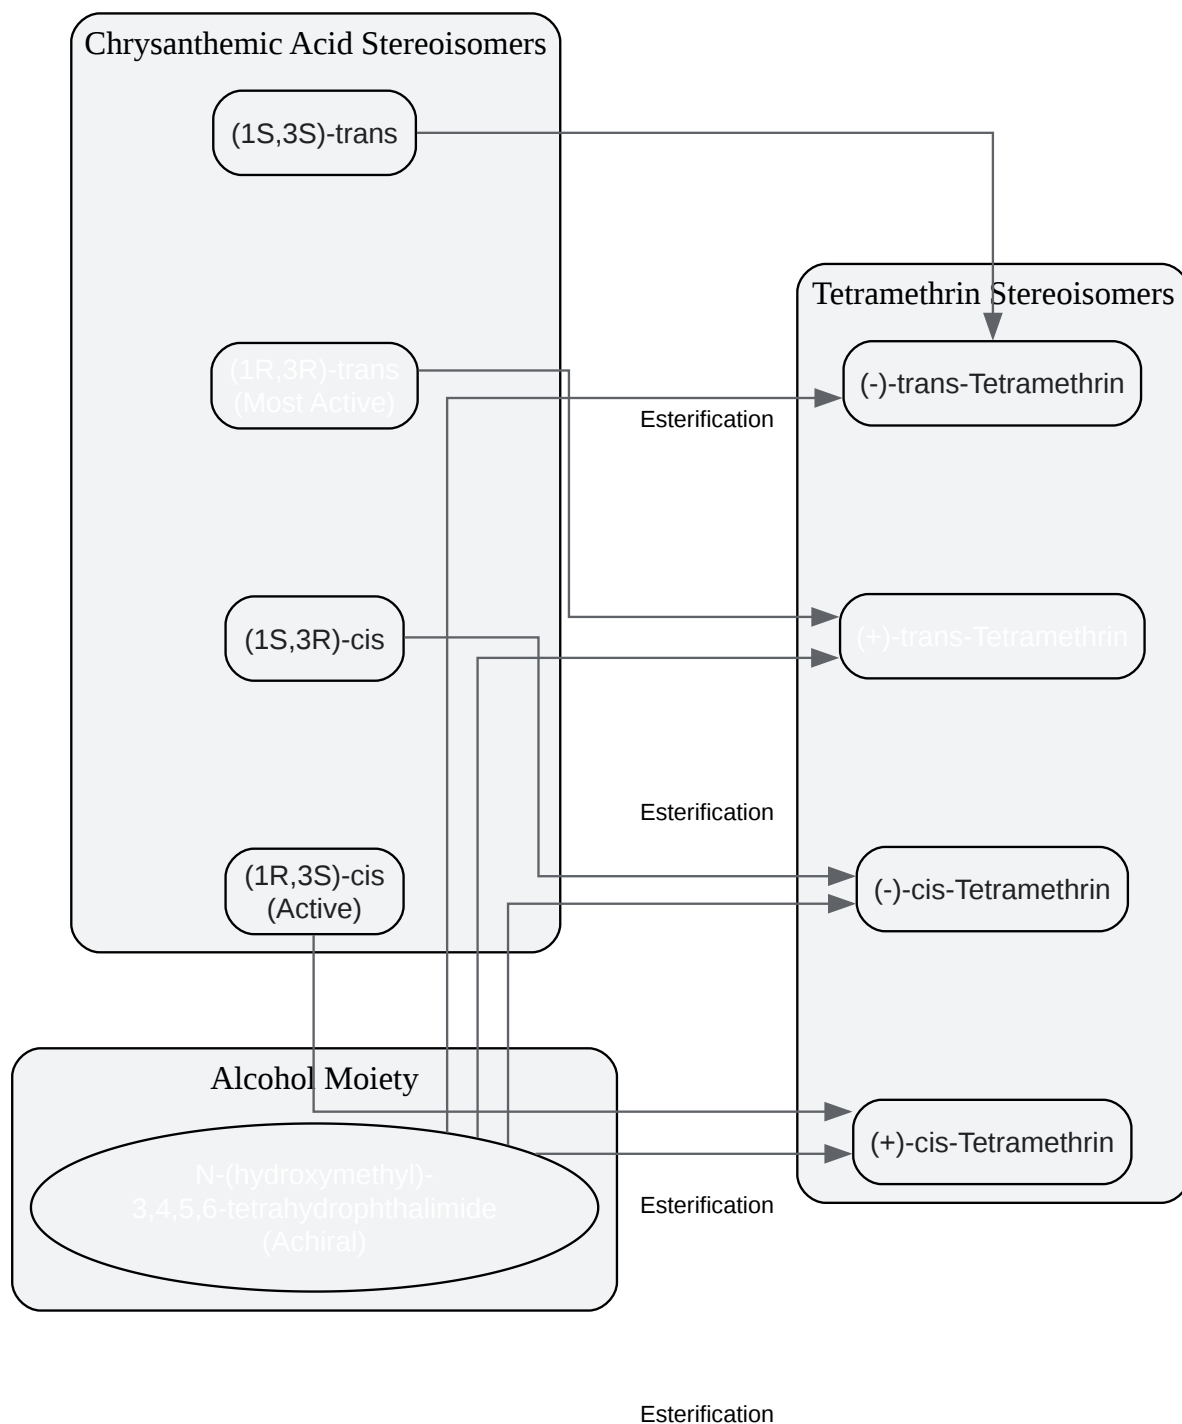 Chrysanthemic Acid Stereoisomers
(1S,3S)-trans
(1R,3R)-trans
(Most Active)
(1S,3R)-cis
(1R,3S)-cis
(Active)
Alcohol Moiety
N-(hydroxymethyl)-
3,4,5,6-tetrahydrophthalimide
(Achiral)
Esterification
Esterification
Esterification
Esterification
Tetramethrin Stereoisomers
(-)-trans-Tetramethrin
(+)-trans-Tetramethrin
(-)-cis-Tetramethrin
(+)-cis-Tetramethrin